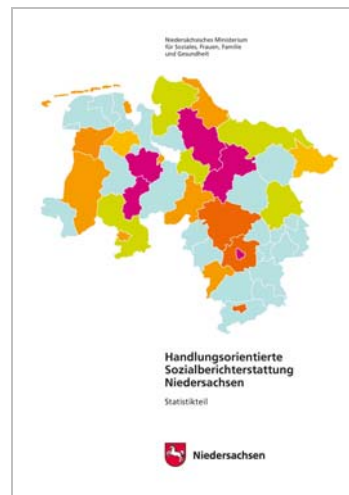 Niedersächsisches Ministerium
für Soziales, Frauen, Familie
und Gesundheit
Handlungsorientierte
Sozialberichterstattung
Niedersachsen
Statistikteil
Niedersachsen